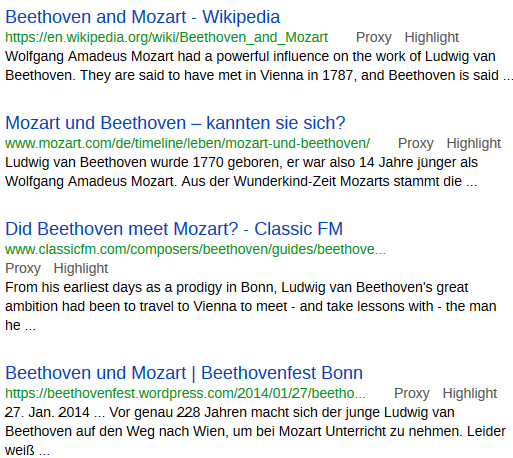 Beethoven and Mozart - Wikipedia
https://en.wikipedia.org/wiki/Beethoven_and_Mozart Proxy Highlight
Wolfgang Amadeus Mozart had a powerful influence on the work of Ludwig van
Beethoven. They are said to have met in Vienna in 1787, and Beethoven is said ...
Mozart und Beethoven – kannten sie sich?
www.mozart.com/de/timeline/leben/mozart-und-beethoven/ Proxy Highlight
Ludwig van Beethoven wurde 1770 geboren, er war also 14 Jahre jünger als
Wolfgang Amadeus Mozart. Aus der Wunderkind-Zeit Mozarts stammt die ...
Did Beethoven meet Mozart? - Classic FM
www.classicfm.com/composers/beethoven/guides/beethove...
Proxy Highlight
From his earliest days as a prodigy in Bonn, Ludwig van Beethoven's great
ambition had been to travel to Vienna to meet - and take lessons with - the man
he ...
Beethoven und Mozart | Beethovenfest Bonn
https://beethovenfest.wordpress.com/2014/01/27/beetho... Proxy Highlight
27. Jan. 2014 ... Vor genau 228 Jahren macht sich der junge Ludwig van
Beethoven auf den Weg nach Wien, um bei Mozart Unterricht zu nehmen. Leider
weiß ...